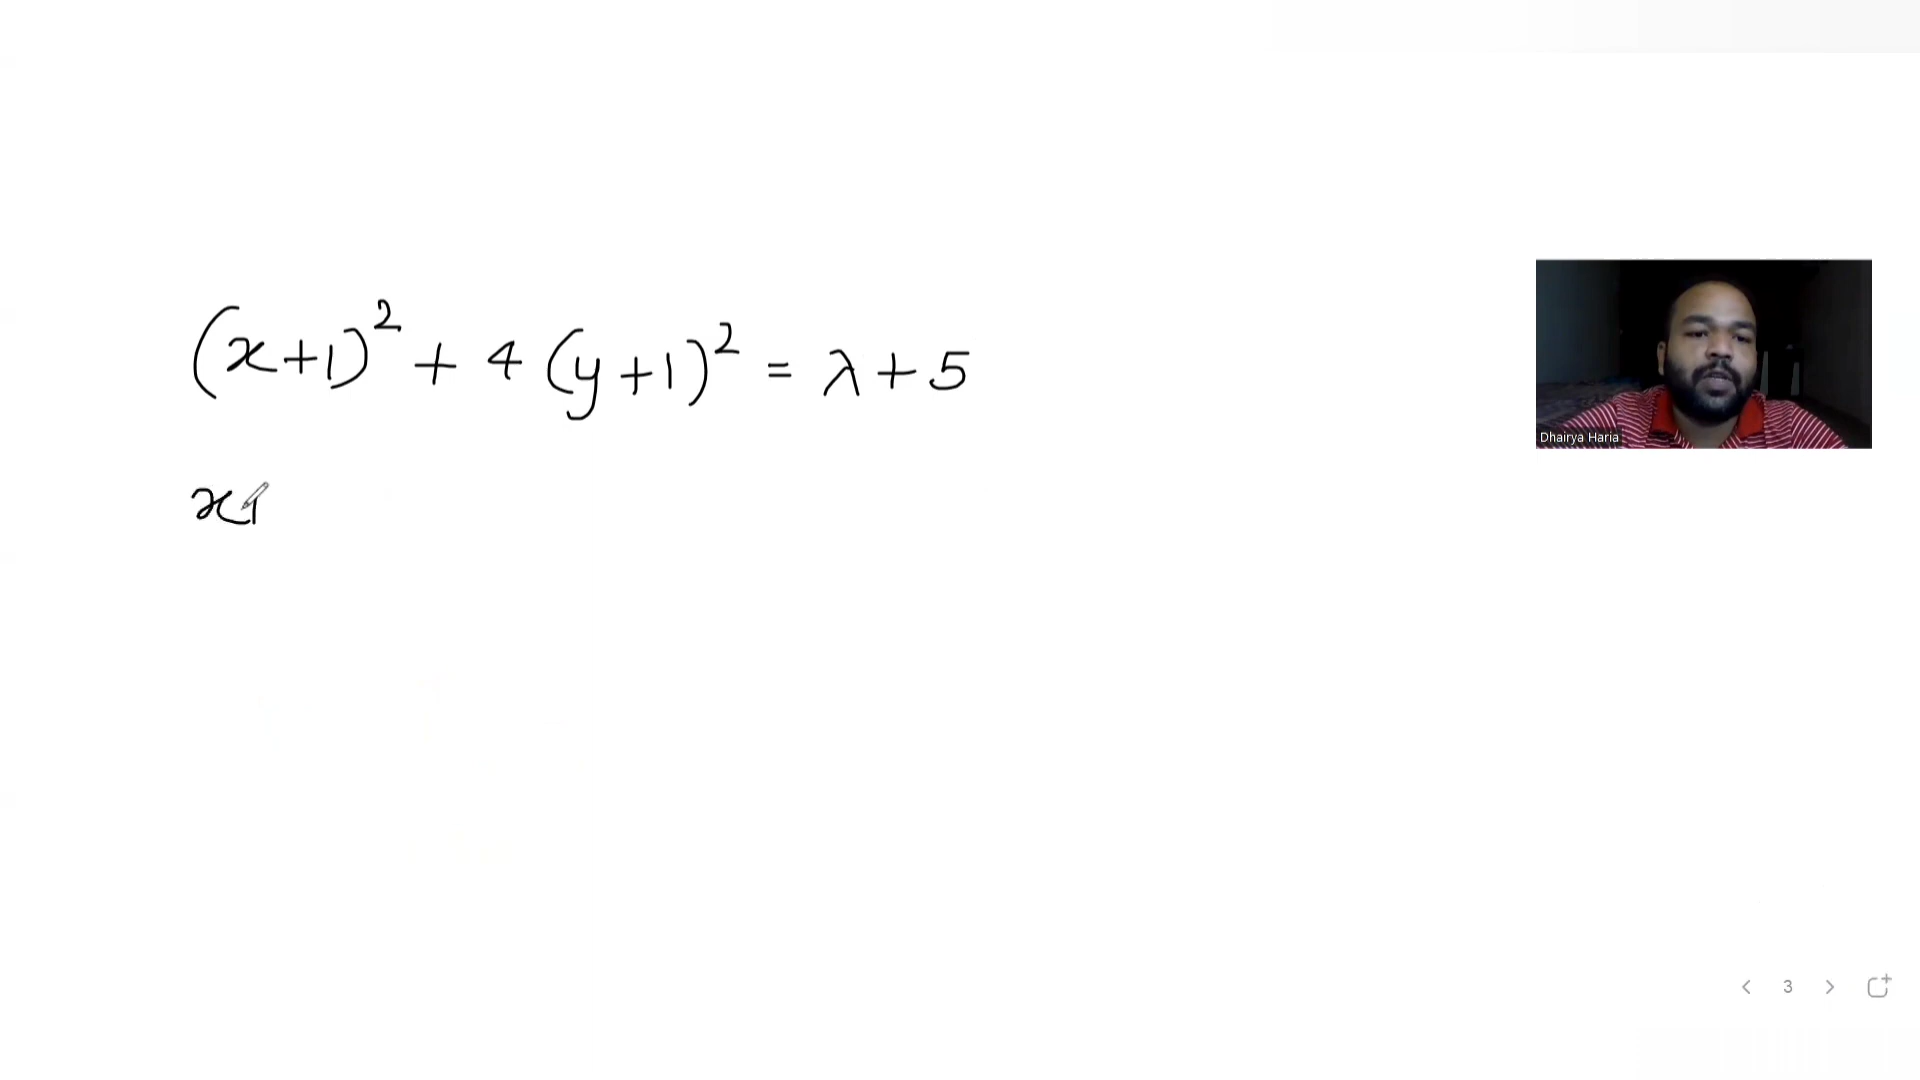 (x+1)² + 4 (y+1)² = λ + 5
Dhairya Haria
x
3